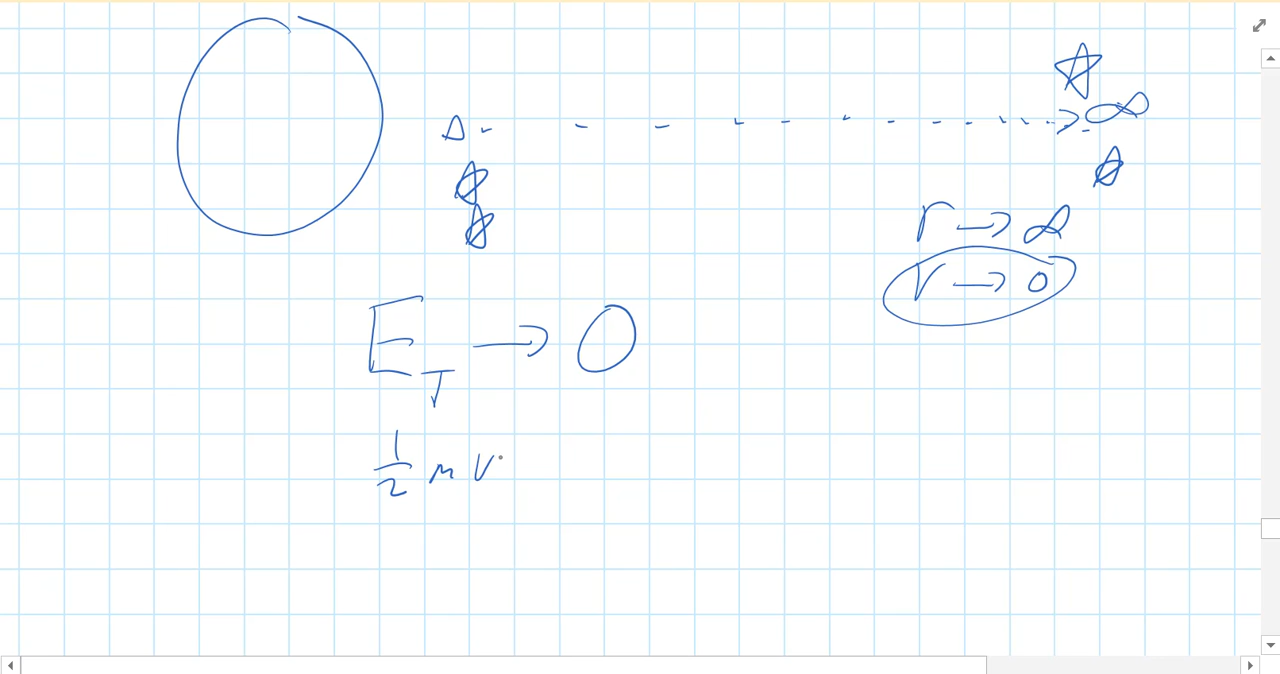 ∞
r → ∞
V → 0
E_T → 0
1/2 m V